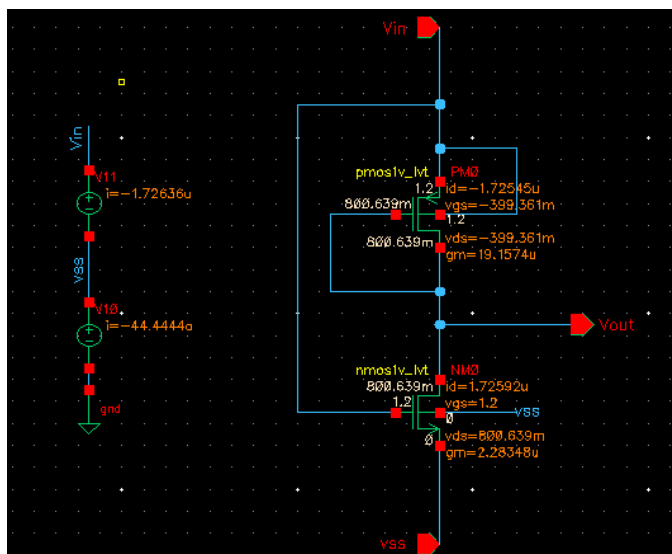 Vin
Vin
V11
i=-1.72636u
vss
V10
i=-44.4444a
gnd
pmos1v_lvt PM0
1.2 id=-1.72545u
800.639m vgs=-399.361m
1.2
800.639m vds=-399.361m
gm=19.1574u
Vout
nmos1v_lvt NM0
800.639m id=1.72592u
1.2 vgs=1.2
vss
0
0 vds=800.639m
gm=2.28348u
vss